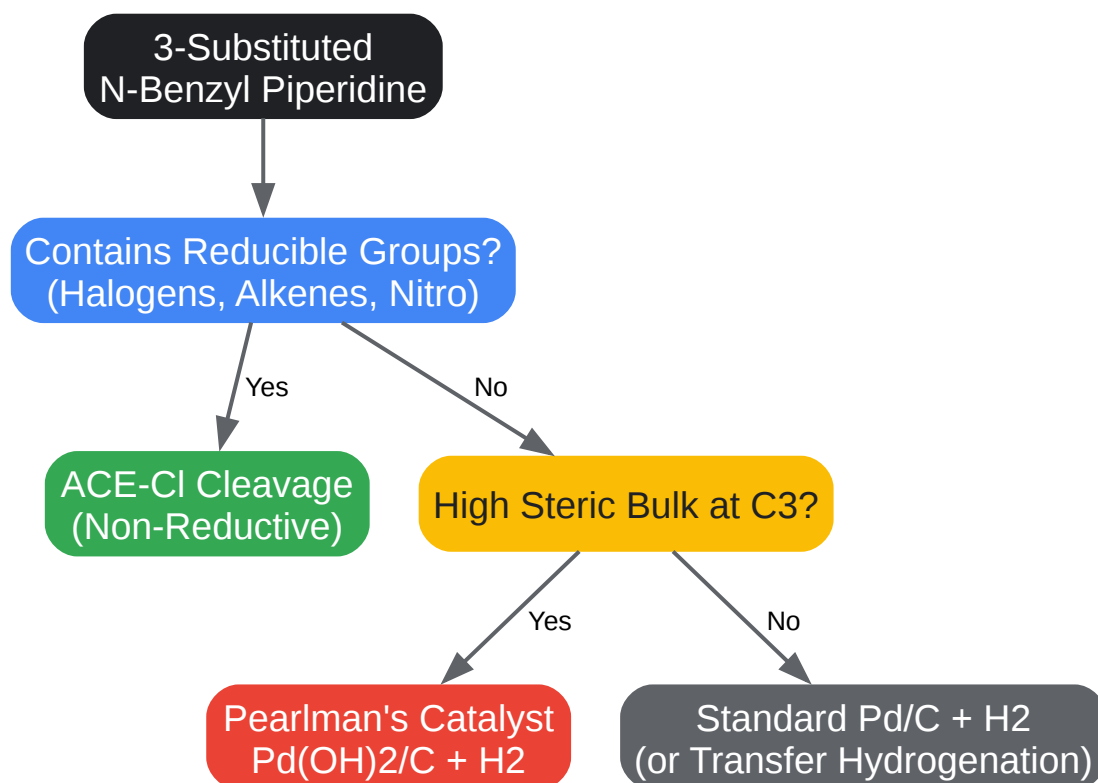 3-Substituted
N-Benzyl Piperidine
Contains Reducible Groups?
(Halogens, Alkenes, Nitro)
Yes
No
ACE-Cl Cleavage
(Non-Reductive)
High Steric Bulk at C3?
Yes
No
Pearlman's Catalyst
Pd(OH)2/C + H2
Standard Pd/C + H2
(or Transfer Hydrogenation)